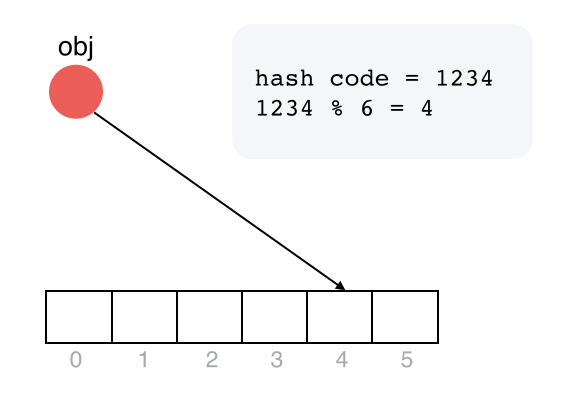 obj
hash code = 1234
1234 % 6 = 4
0 1 2 3 4 5